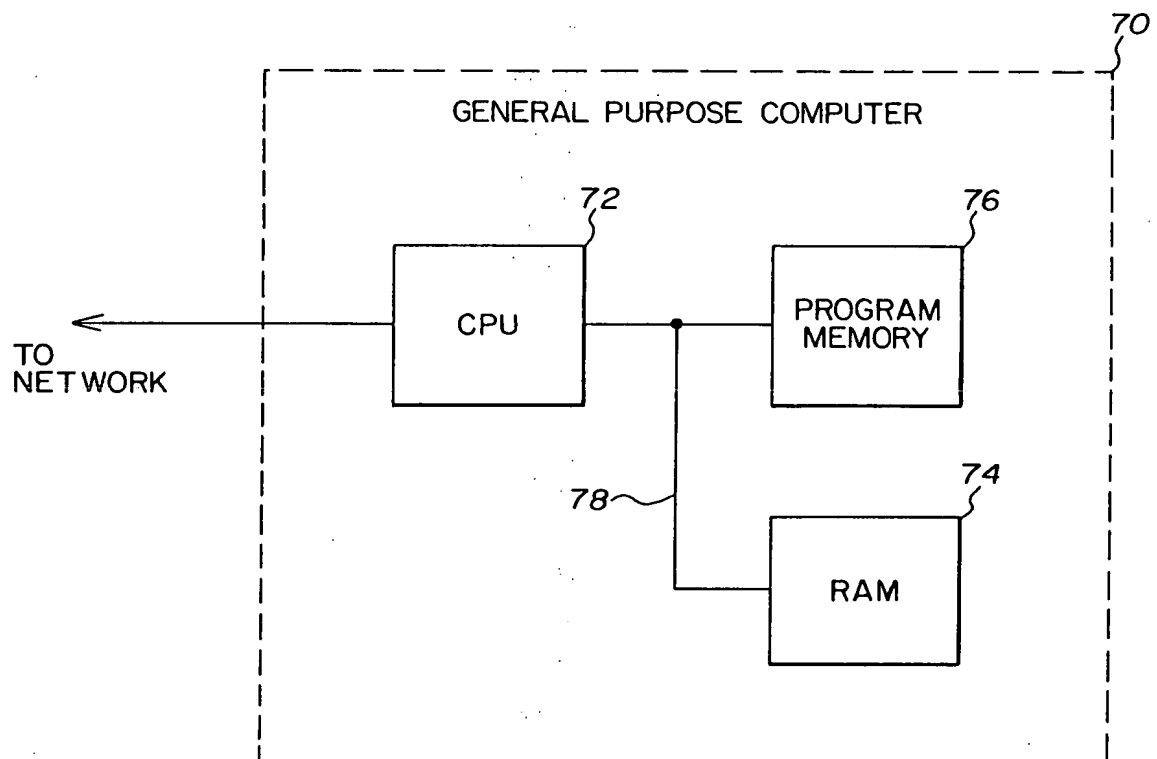 70
GENERAL PURPOSE COMPUTER
72
76
CPU
PROGRAM
MEMORY
TO
NETWORK
78
74
RAM